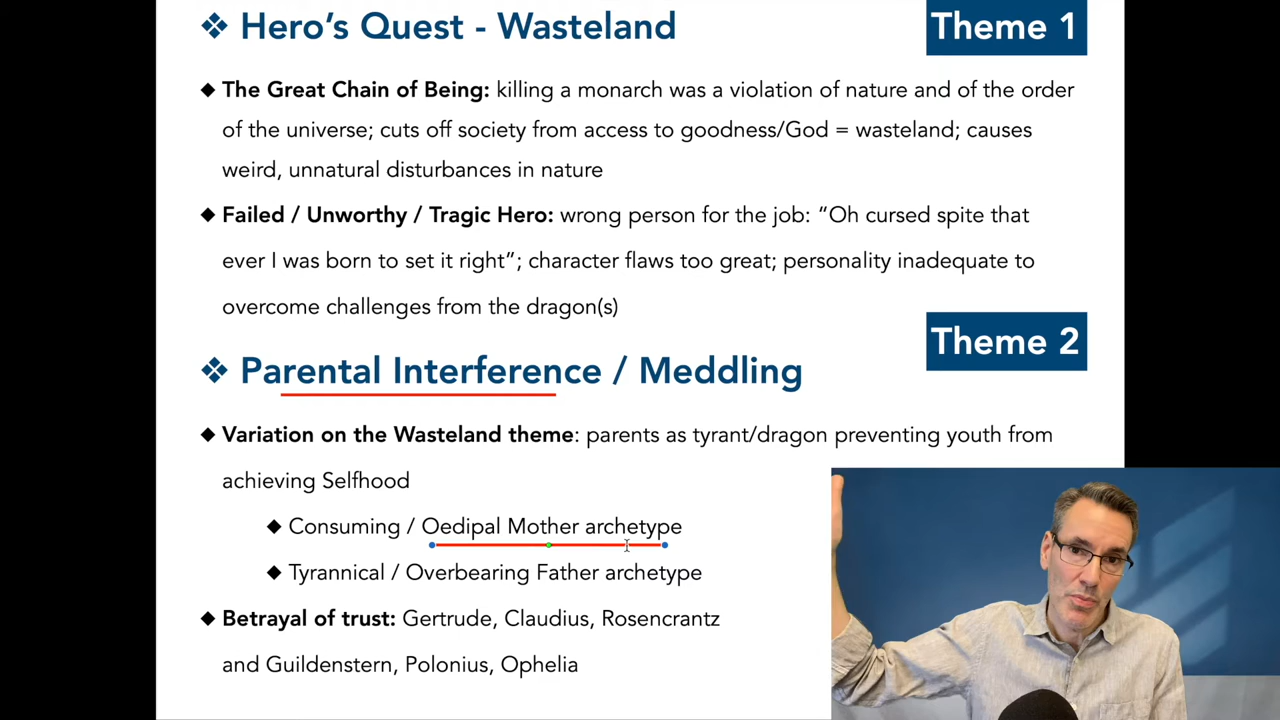 ❖ Hero’s Quest - Wasteland
Theme 1
◆ The Great Chain of Being: killing a monarch was a violation of nature and of the order
of the universe; cuts off society from access to goodness/God = wasteland; causes
weird, unnatural disturbances in nature
◆ Failed / Unworthy / Tragic Hero: wrong person for the job: “Oh cursed spite that
ever I was born to set it right”; character flaws too great; personality inadequate to
overcome challenges from the dragon(s)
Theme 2
❖ Parental Interference / Meddling
◆ Variation on the Wasteland theme: parents as tyrant/dragon preventing youth from
achieving Selfhood
◆ Consuming / Oedipal Mother archetype
◆ Tyrannical / Overbearing Father archetype
◆ Betrayal of trust: Gertrude, Claudius, Rosencrantz
and Guildenstern, Polonius, Ophelia